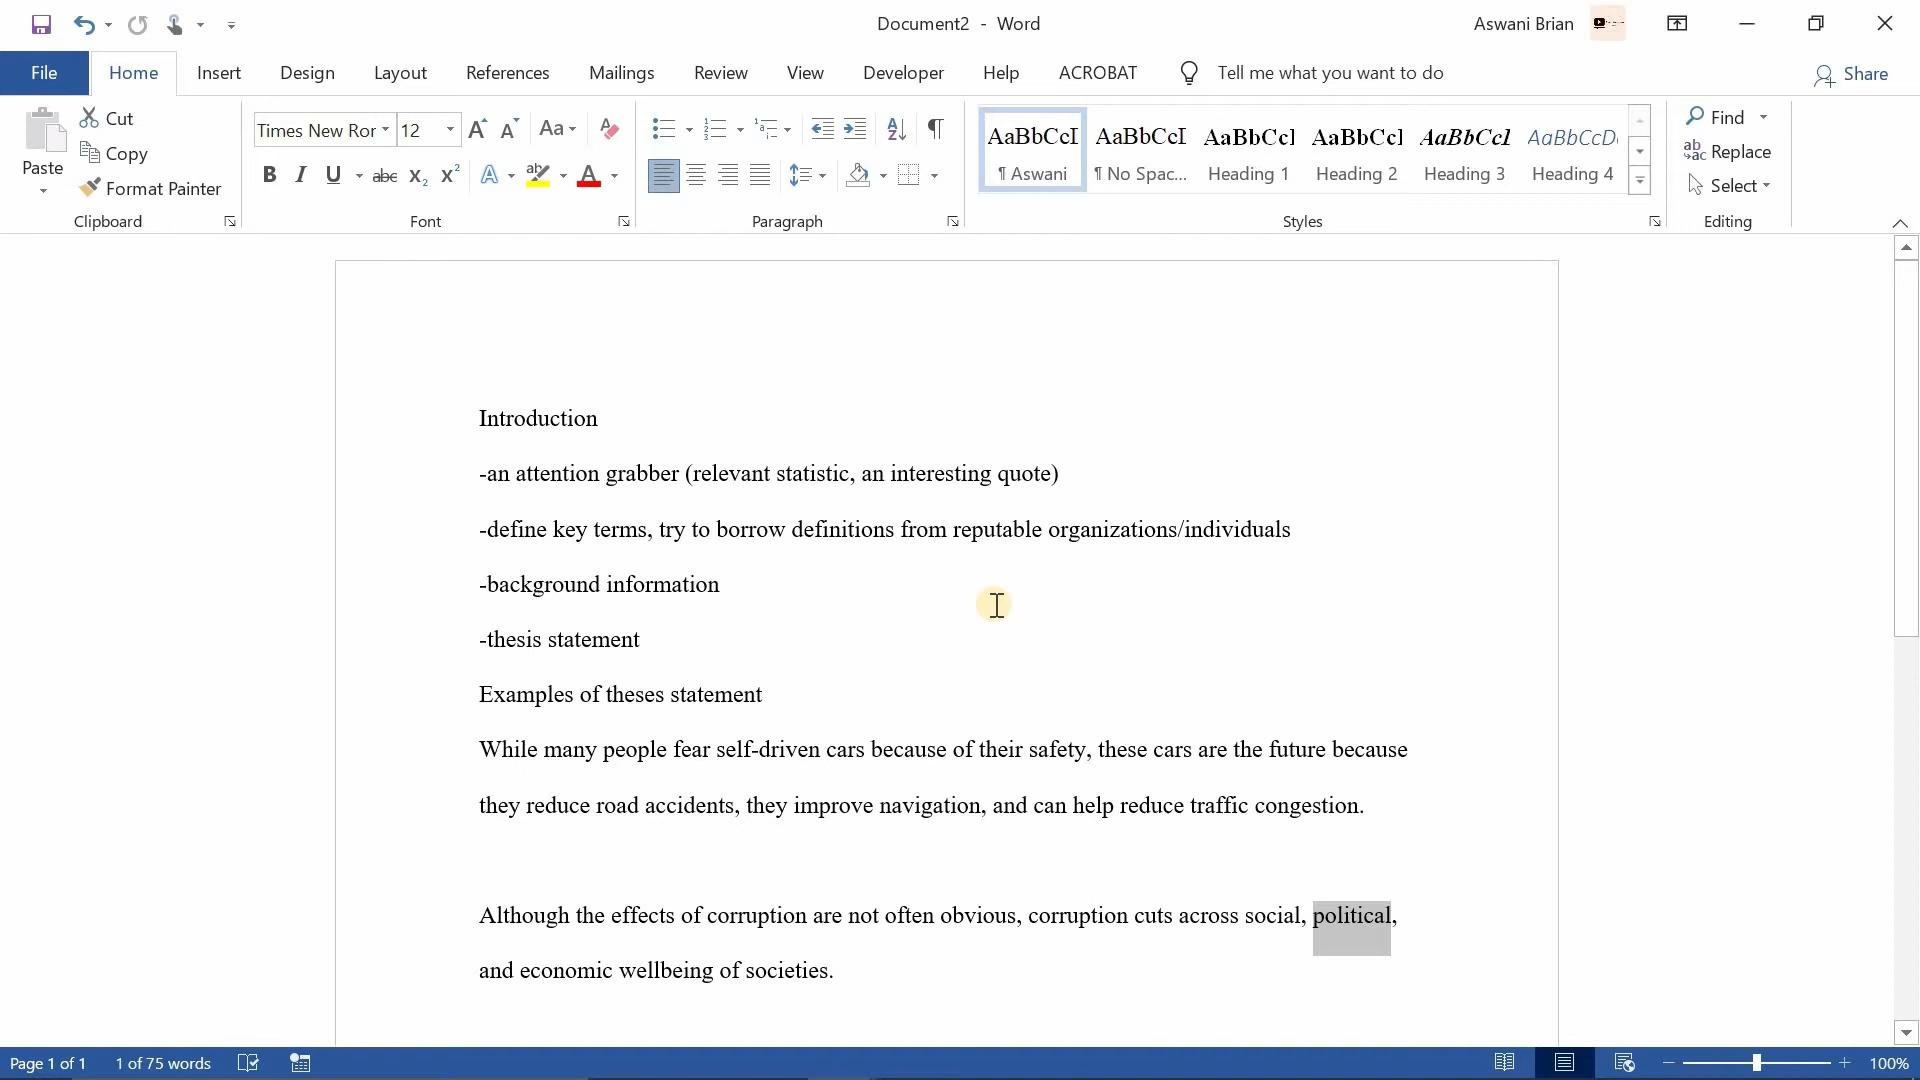 Document2 - Word
Aswani Brian
File Home Insert Design Layout References Mailings Review View Developer Help ACROBAT Tell me what you want to do Share
Paste
Cut
Copy
Format Painter
Clipboard
Times New Ror 12
Font
Paragraph
AaBbCcI AaBbCcI AaBbCcI AaBbCcI AaBbCcI AaBbCcDc
¶ Aswani ¶ No Spac... Heading 1 Heading 2 Heading 3 Heading 4
Styles
Find
Replace
Select
Editing
Introduction
-an attention grabber (relevant statistic, an interesting quote)
-define key terms, try to borrow definitions from reputable organizations/individuals
-background information
-thesis statement
Examples of theses statement
While many people fear self-driven cars because of their safety, these cars are the future because
they reduce road accidents, they improve navigation, and can help reduce traffic congestion.
Although the effects of corruption are not often obvious, corruption cuts across social, political,
and economic wellbeing of societies.
Page 1 of 1 1 of 75 words 100%